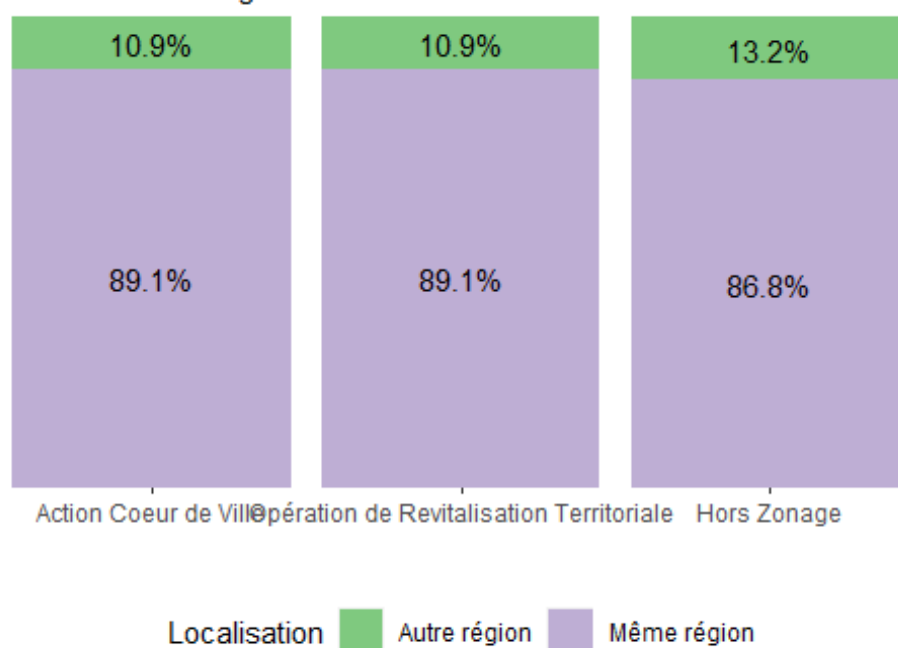 10.9% 10.9% 13.2%
89.1% 89.1% 86.8%
Action Coeur de Ville Opération de Revitalisation Territoriale Hors Zonage
Localisation Autre région Même région